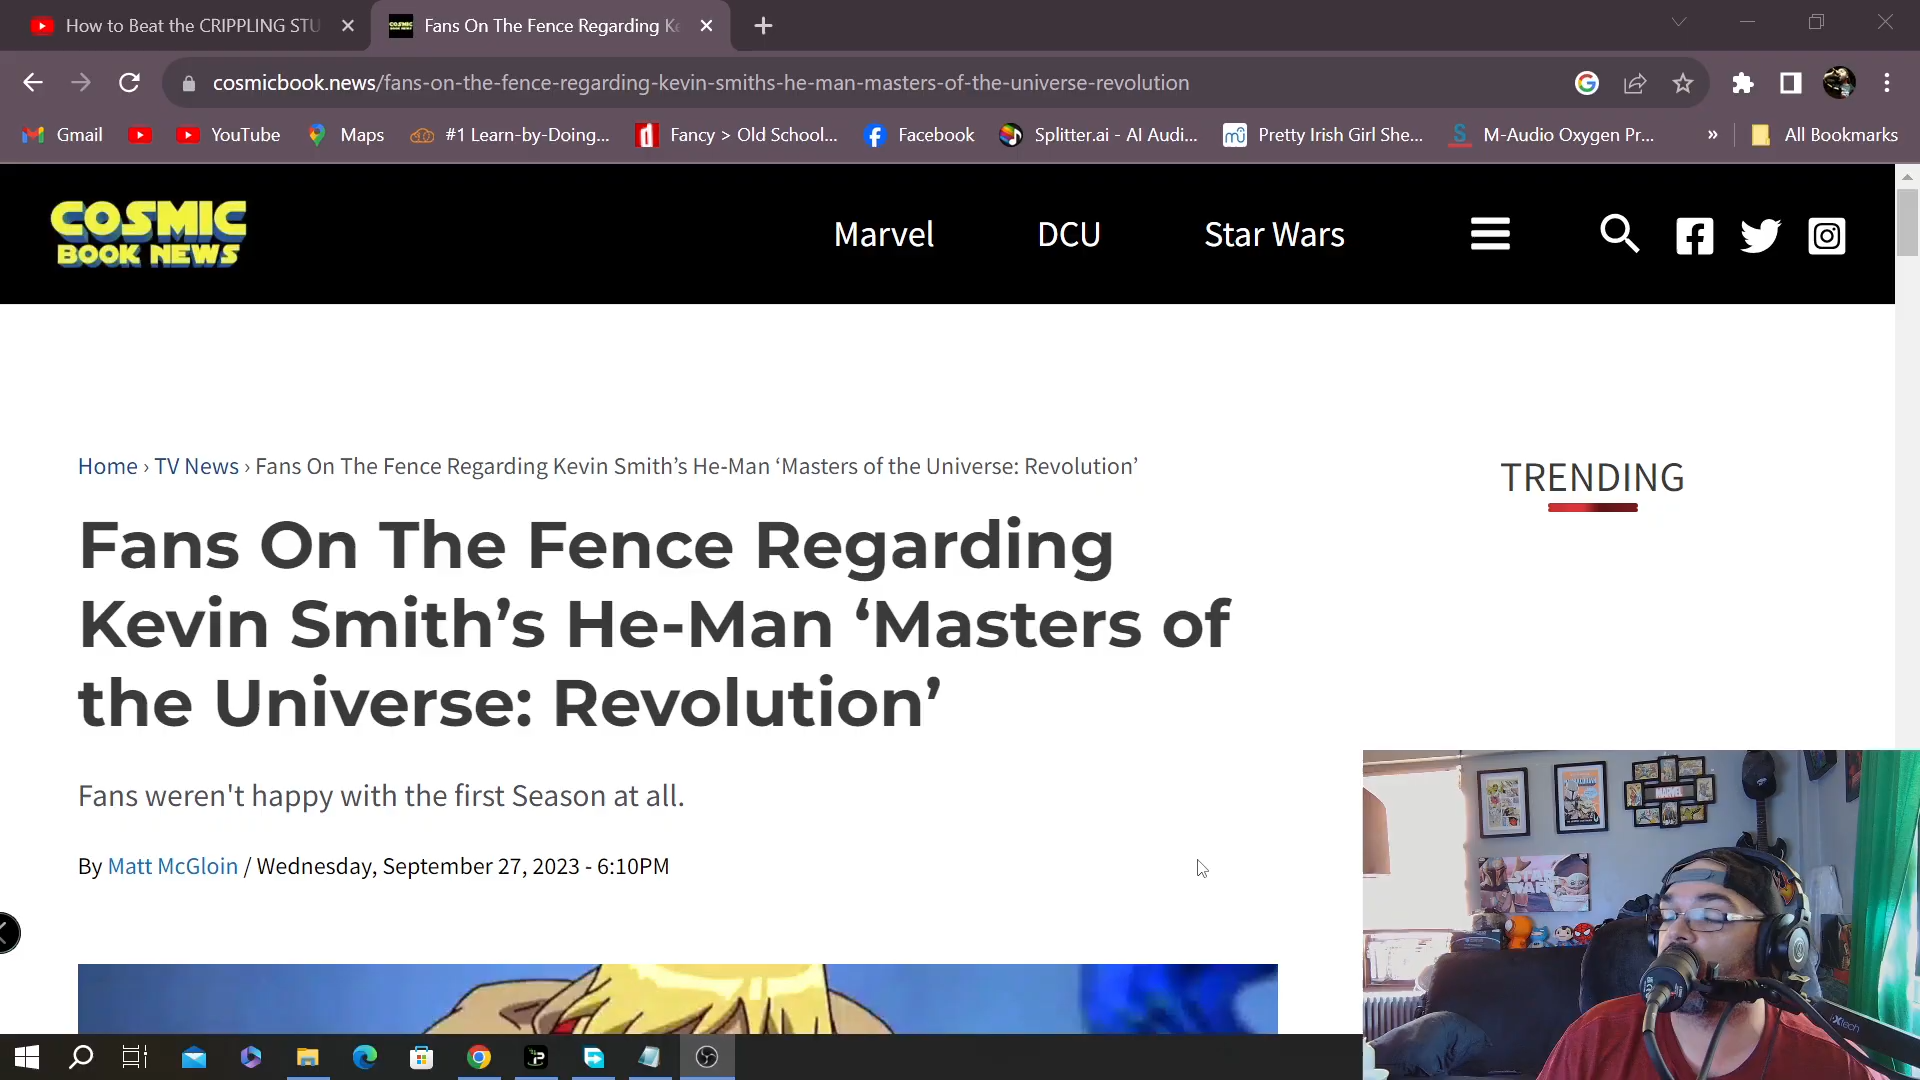 How to Beat the CRIPPLING STU
Fans On The Fence Regarding Ke
cosmicbook.news/fans-on-the-fence-regarding-kevin-smiths-he-man-masters-of-the-universe-revolution
Gmail
YouTube
Maps
#1 Learn-by-Doing...
Fancy > Old School...
Facebook
Splitter.ai - AI Audi...
Pretty Irish Girl She...
M-Audio Oxygen Pr...
»
All Bookmarks
COSMIC
BOOK NEWS
Marvel
DCU
Star Wars
Home › TV News › Fans On The Fence Regarding Kevin Smith’s He-Man ‘Masters of the Universe: Revolution’
TRENDING
Fans On The Fence Regarding
Kevin Smith’s He-Man ‘Masters of
the Universe: Revolution’
Fans weren't happy with the first Season at all.
By Matt McGloin / Wednesday, September 27, 2023 - 6:10PM
MARVEL
STAR WARS